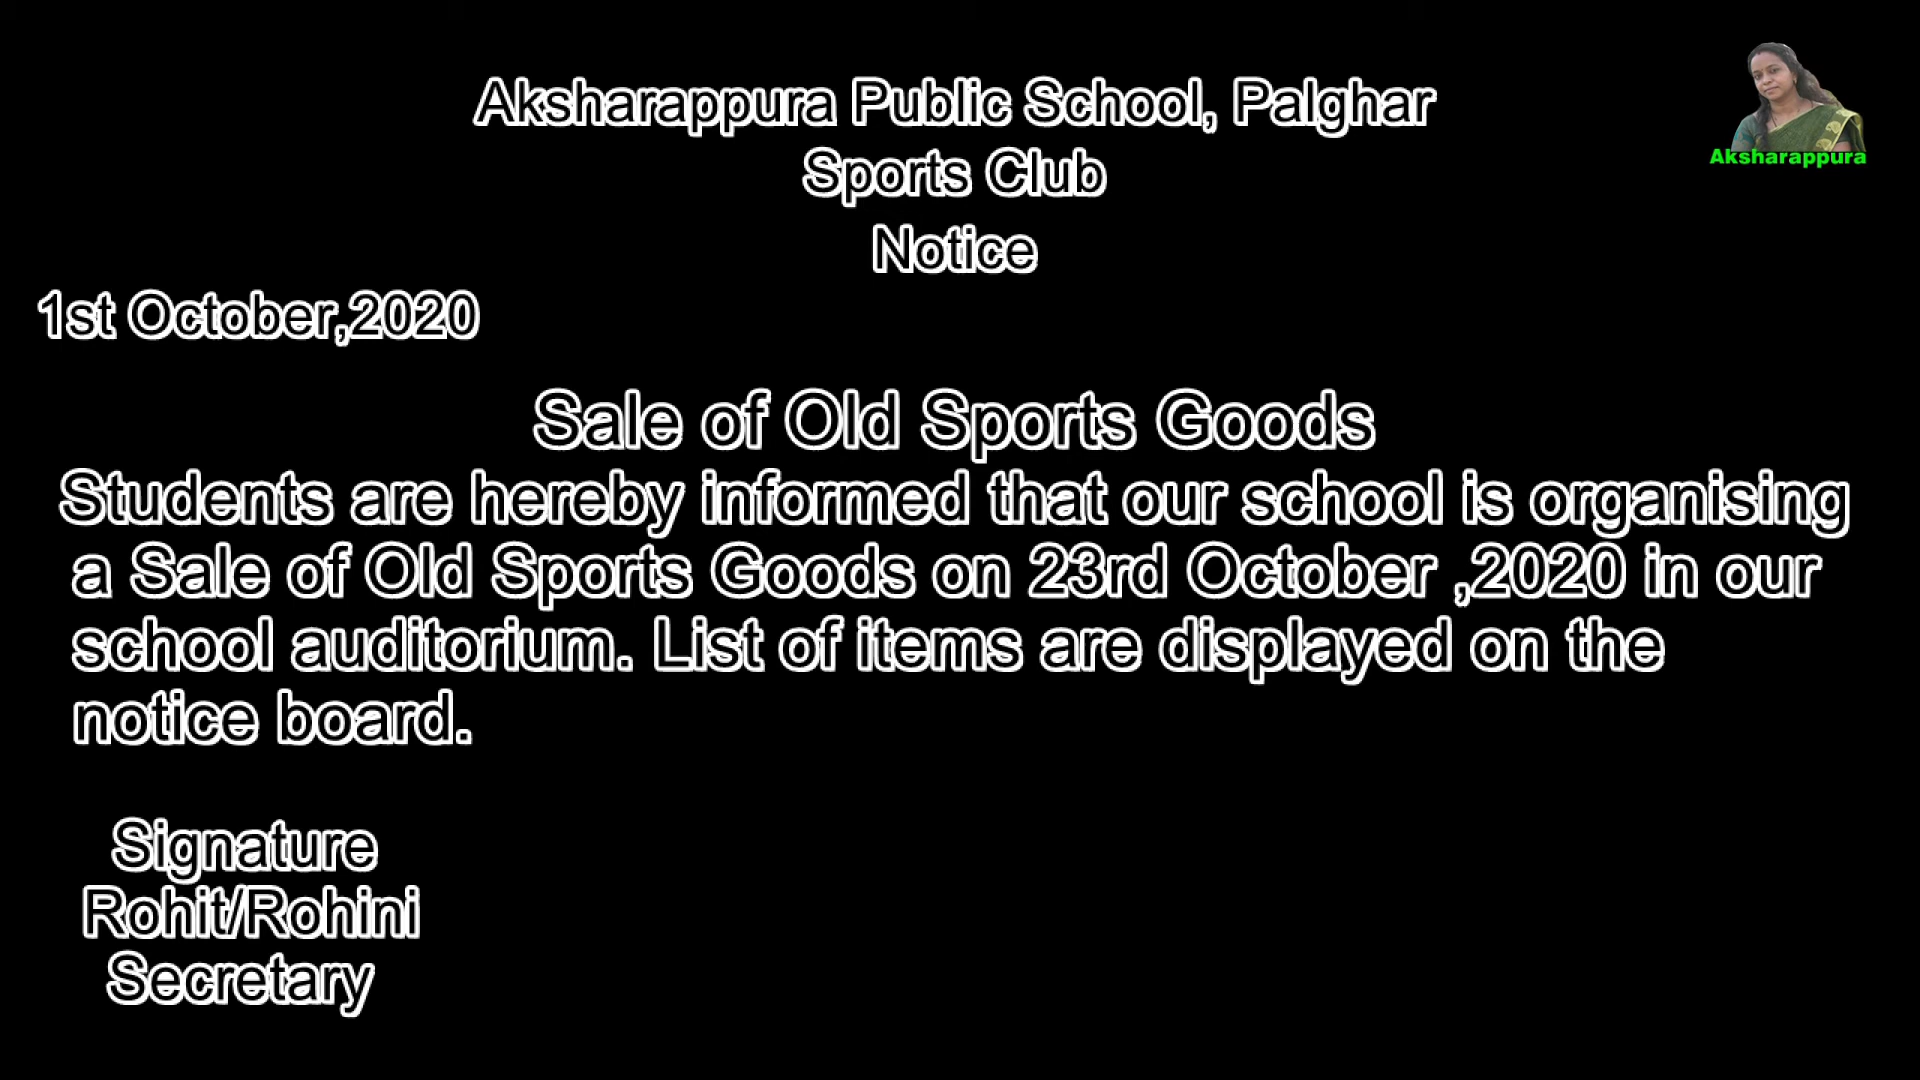 Aksharappura Public School, Palghar
Aksharappura
Sports Club
Notice
1st October,2020
Sale of Old Sports Goods
Students are hereby informed that our school is organising
a Sale of Old Sports Goods on 23rd October ,2020 in our
school auditorium. List of items are displayed on the
notice board.
Signature
Rohit/Rohini
Secretary